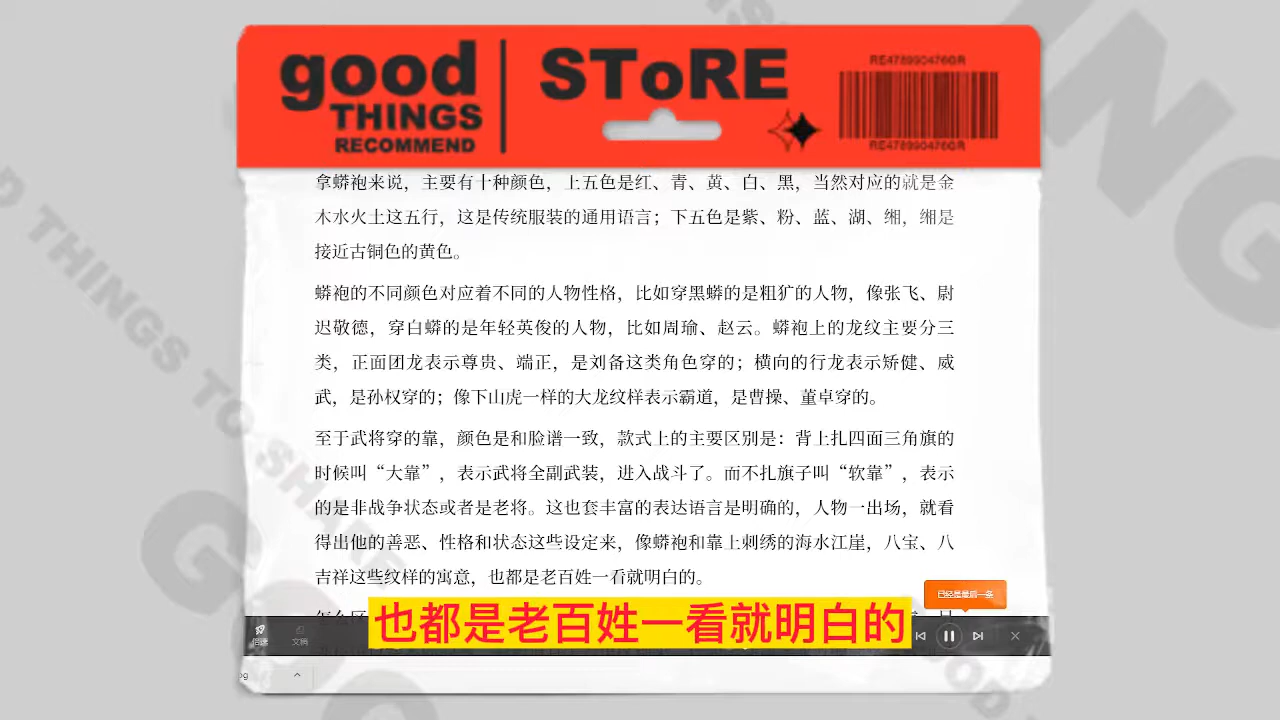 good
THINGS
RECOMMEND
SToRE
RE478990476GR
RE478990476GR
拿蟒袍来说，主要有十种颜色，上五色是红、青、黄、白、黑，当然对应的就是金
木水火土这五行，这是传统服装的通用语言；下五色是紫、粉、蓝、湖、缃，缃是
接近古铜色的黄色。
蟒袍的不同颜色对应着不同的人物性格，比如穿黑蟒的是粗犷的人物，像张飞、尉
迟敬德，穿白蟒的是年轻英俊的人物，比如周瑜、赵云。蟒袍上的龙纹主要分三
类，正面团龙表示尊贵、端正，是刘备这类角色穿的；横向的行龙表示矫健、威
武，是孙权穿的；像下山虎一样的大龙纹样表示霸道，是曹操、董卓穿的。
至于武将穿的靠，颜色是和脸谱一致，款式上的主要区别是：背上扎四面三角旗的
时候叫“大靠”，表示武将全副武装，进入战斗了。而不扎旗子叫“软靠”，表示
的是非战争状态或者是老将。这也套丰富的表达语言是明确的，人物一出场，就看
得出他的善恶、性格和状态这些设定来，像蟒袍和靠上刺绣的海水江崖，八宝、八
吉祥这些纹样的寓意，也都是老百姓一看就明白的。
已经是最后一条
倍速
文稿
也都是老百姓一看就明白的